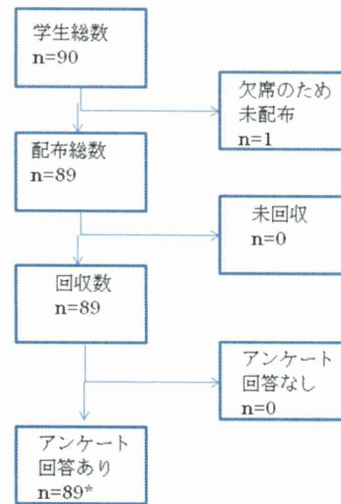 学生総数
n=90
欠席のため
未配布
n=1
配布総数
n=89
未回収
n=0
回収数
n=89
アンケート
回答なし
n=0
アンケート
回答あり
n=89*